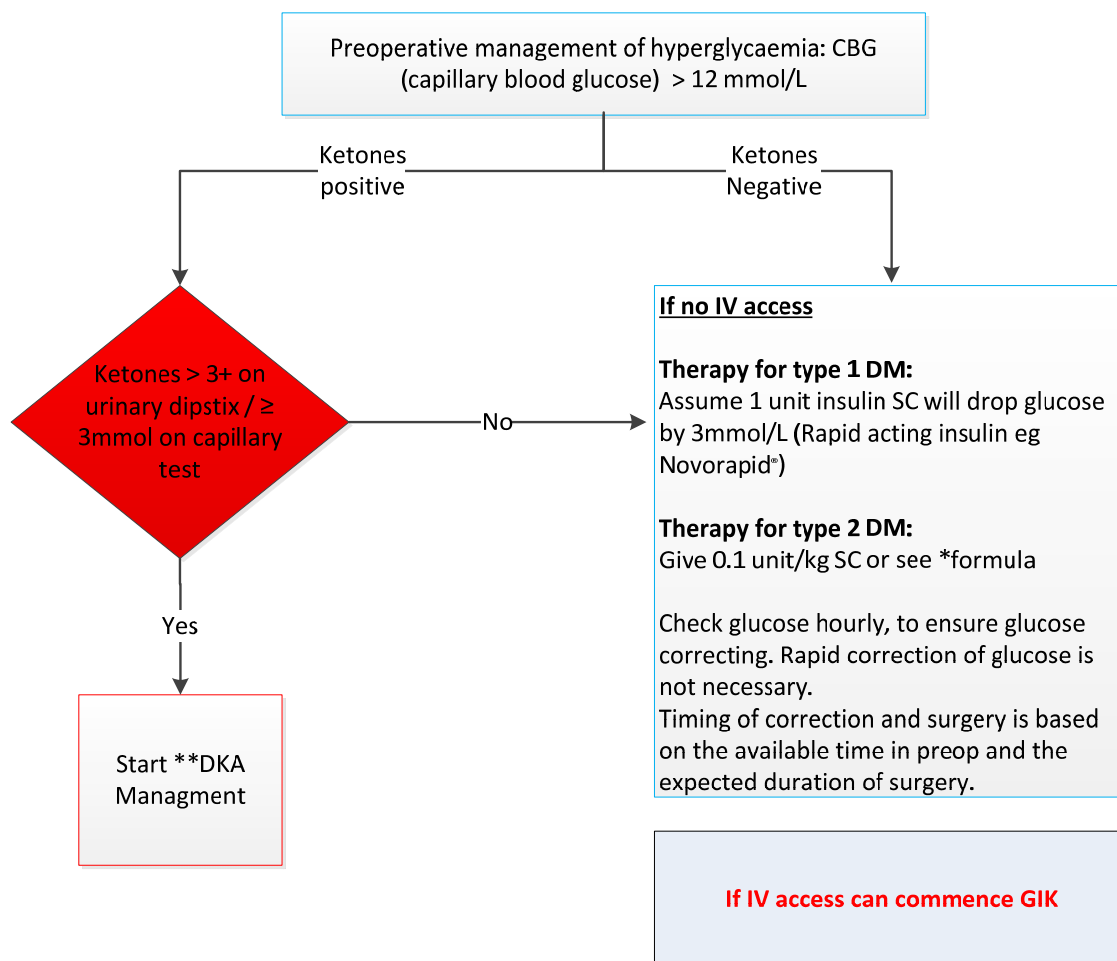 Preoperative management of hyperglycaemia: CBG
(capillary blood glucose)  > 12 mmol/L
Ketones
positive
Ketones
Negative
Ketones > 3+ on
urinary dipstix / ≥
3mmol on capillary
test
No
Yes
Start **DKA
Managment
If no IV access
Therapy for type 1 DM:
Assume 1 unit insulin SC will drop glucose
by 3mmol/L (Rapid acting insulin eg
Novorapid®)
Therapy for type 2 DM:
Give 0.1 unit/kg SC or see *formula
Check glucose hourly, to ensure glucose
correcting. Rapid correction of glucose is
not necessary.
Timing of correction and surgery is based
on the available time in preop and the
expected duration of surgery.
If IV access can commence GIK